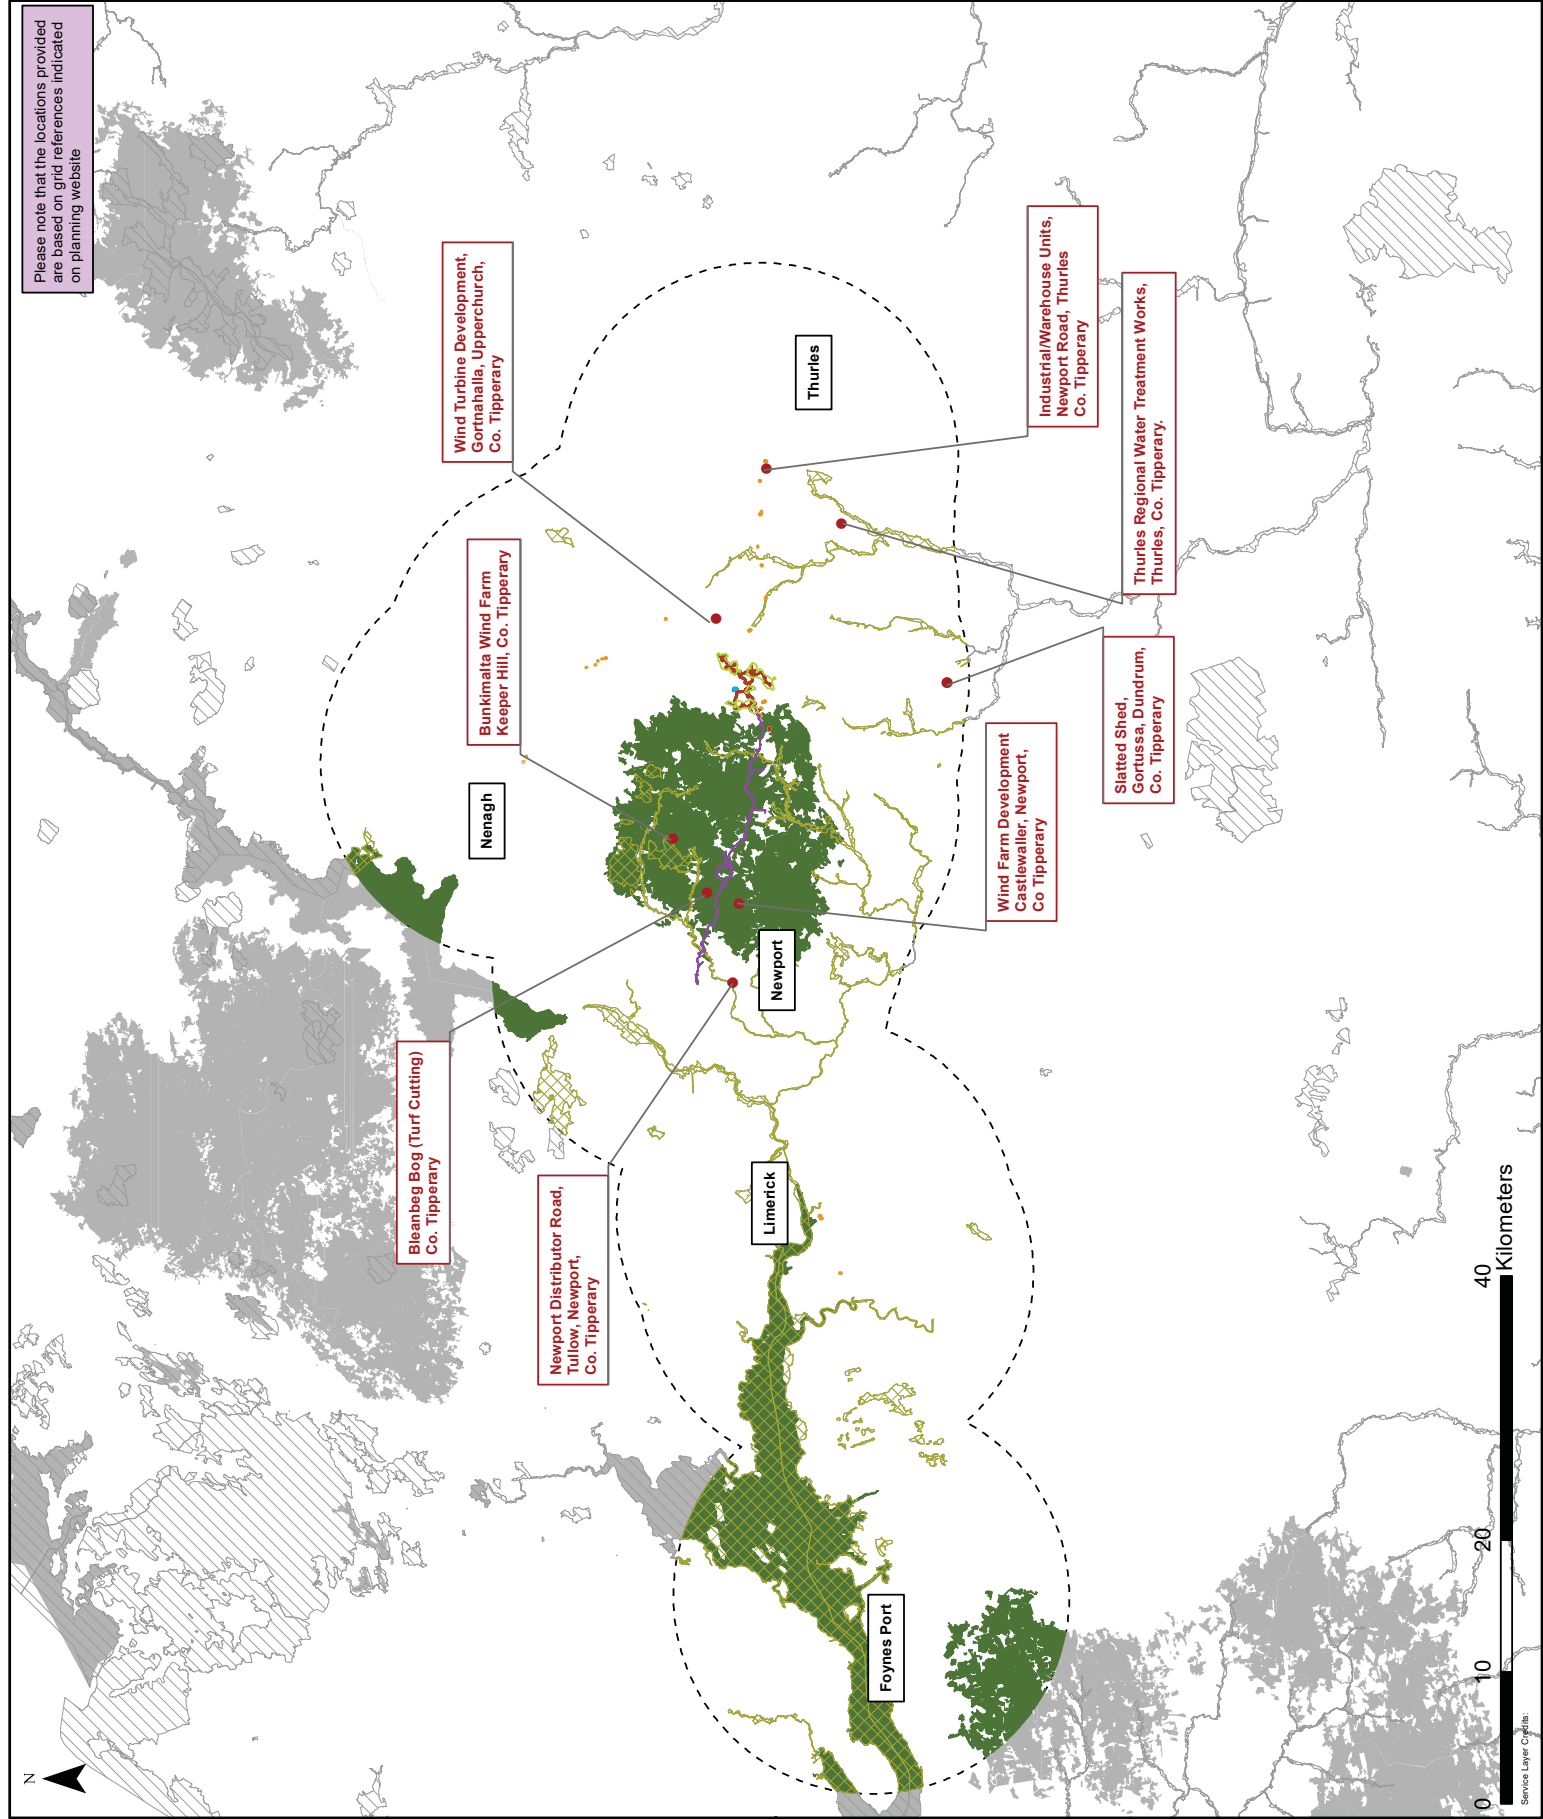 Please note that the locations provided
are based on grid references indicated
on planning website
Wind Turbine Development,
Gortnahalla, Upperchurch,
Co. Tipperary
Bunkimalta Wind Farm
Keeper Hill, Co. Tipperary
Nenagh
Bleanbeg Bog (Turf Cutting)
Co. Tipperary
Newport Distributor Road,
Tullow, Newport,
Co. Tipperary
Thurles
Newport
Limerick
Foynes Port
Industrial/Warehouse Units,
Newport Road, Thurles
Co. Tipperary
Thurles Regional Water Treatment Works,
Thurles, Co. Tipperary.
Slatted Shed,
Gortussa, Dundrum,
Co. Tipperary
Wind Farm Development
Castlewaller, Newport,
Co Tipperary
N
0 10 20 40
Kilometers
Service Layer Credits: